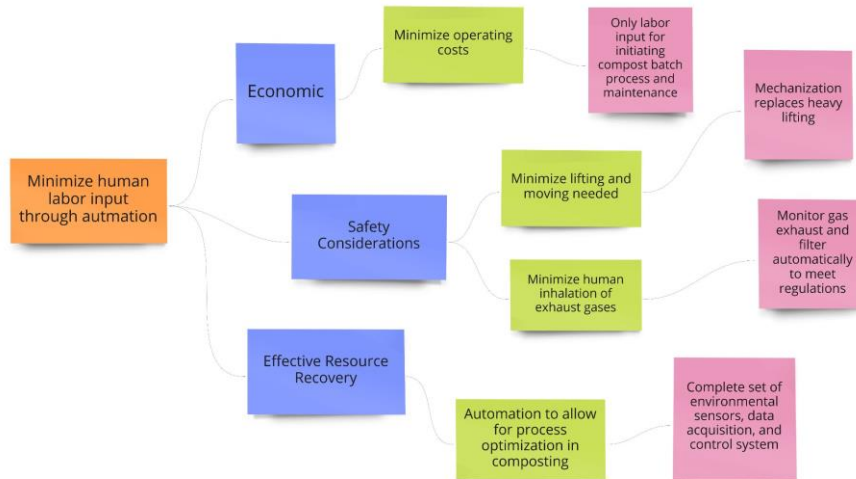 Minimize human
labor input
through autmation
Economic
Minimize operating
costs
Only labor
input for
initiating
compost batch
process and
maintenance
Safety
Considerations
Minimize lifting and
moving needed
Mechanization
replaces heavy
lifting
Minimize human
inhalation of
exhaust gases
Monitor gas
exhaust and
filter
automatically
to meet
regulations
Effective Resource
Recovery
Automation to allow
for process
optimization in
composting
Complete set of
environmental
sensors, data
acquisition, and
control system